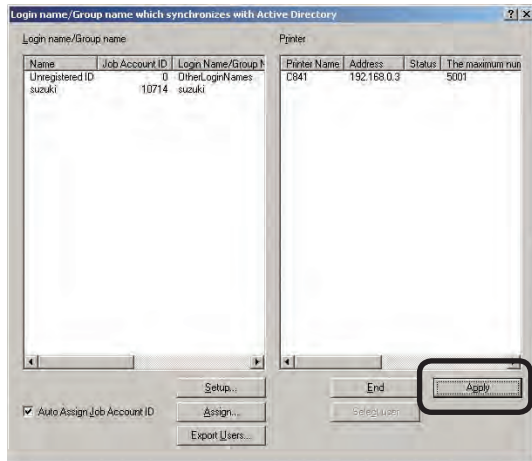 Login name/Group name which synchronizes with Active Directory
Login name/Group name
Name Job Account ID Login Name/Group N
Unregistered ID 0 OtherLoginNames
suzuki 10714 suzuki
Printer
Printer Name Address Status The maximum num
C841 192.168.0.3 5001
Setup...
End
Apply
Auto Assign Job Account ID
Assign...
Select user
Export Users...